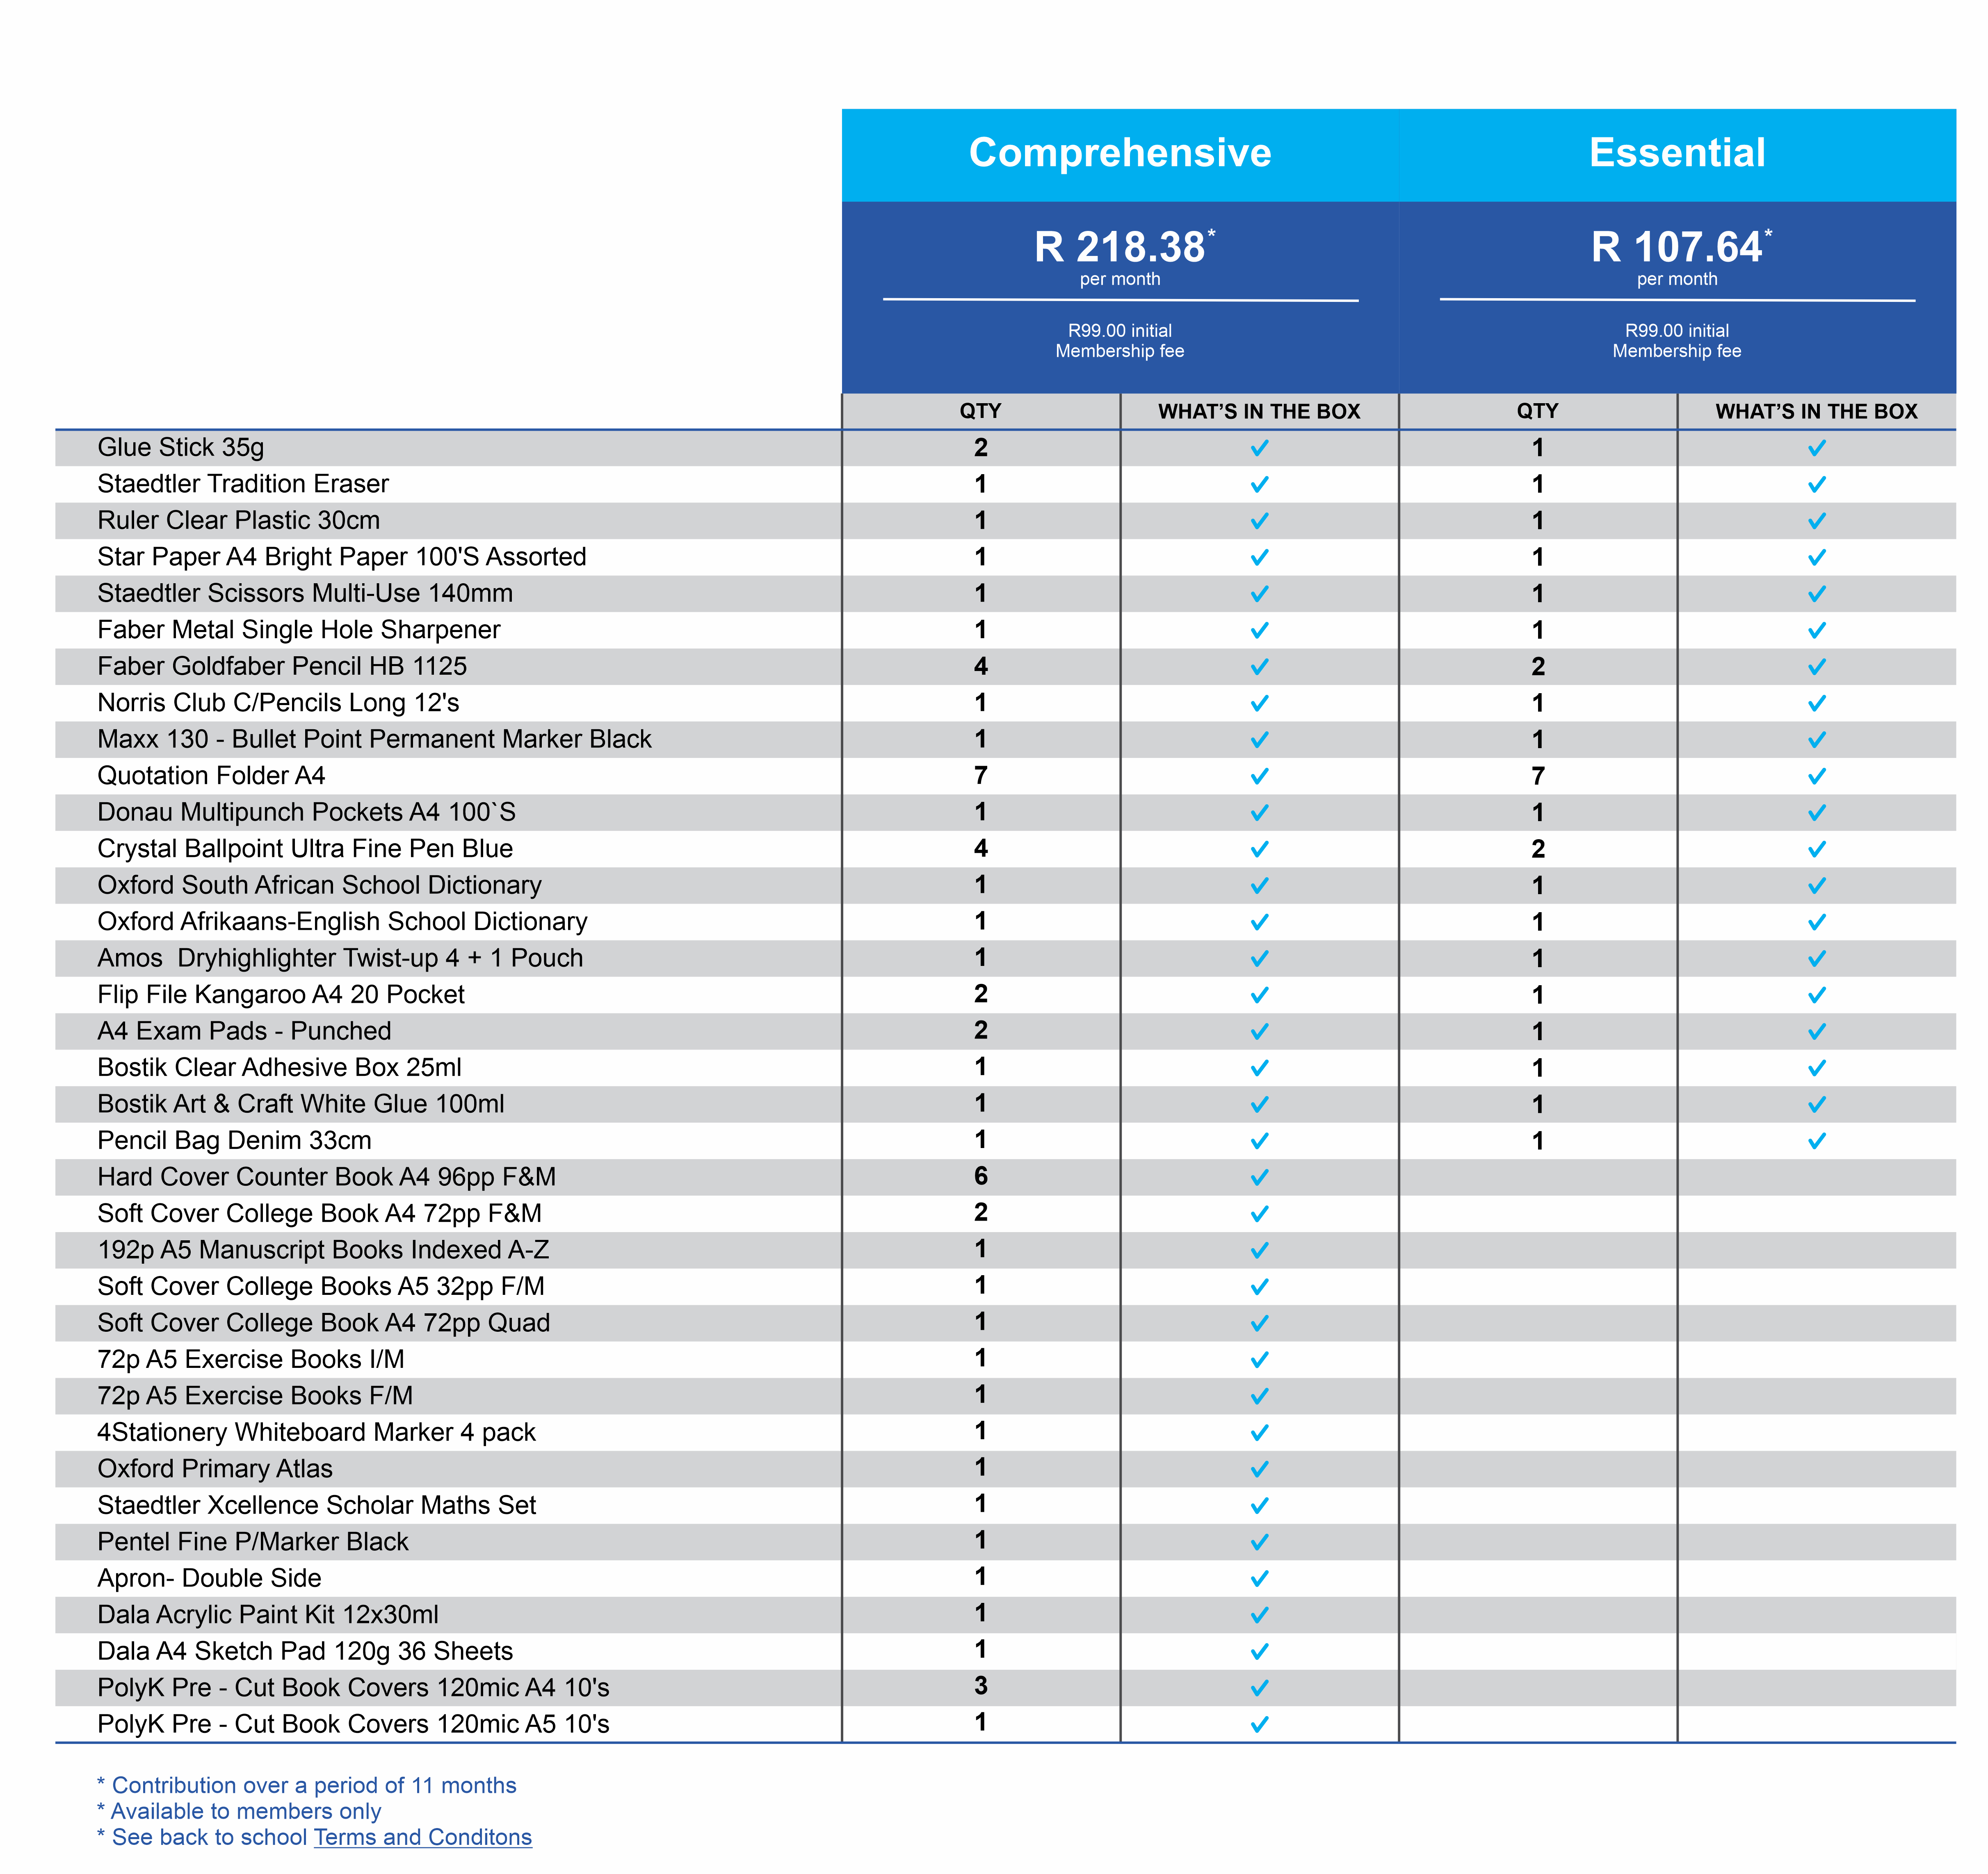 Comprehensive Essential
R 218.38* R 107.64*
per month per month
R99.00 initial R99.00 initial
Membership fee Membership fee
QTY WHAT’S IN THE BOX QTY WHAT’S IN THE BOX
Glue Stick 35g 2 ✓ 1 ✓
Staedtler Tradition Eraser 1 ✓ 1 ✓
Ruler Clear Plastic 30cm 1 ✓ 1 ✓
Star Paper A4 Bright Paper 100'S Assorted 1 ✓ 1 ✓
Staedtler Scissors Multi-Use 140mm 1 ✓ 1 ✓
Faber Metal Single Hole Sharpener 1 ✓ 1 ✓
Faber Goldfaber Pencil HB 1125 4 ✓ 2 ✓
Norris Club C/Pencils Long 12's 1 ✓ 1 ✓
Maxx 130 - Bullet Point Permanent Marker Black 1 ✓ 1 ✓
Quotation Folder A4 7 ✓ 7 ✓
Donau Multipunch Pockets A4 100`S 1 ✓ 1 ✓
Crystal Ballpoint Ultra Fine Pen Blue 4 ✓ 2 ✓
Oxford South African School Dictionary 1 ✓ 1 ✓
Oxford Afrikaans-English School Dictionary 1 ✓ 1 ✓
Amos Dryhighlighter Twist-up 4 + 1 Pouch 1 ✓ 1 ✓
Flip File Kangaroo A4 20 Pocket 2 ✓ 1 ✓
A4 Exam Pads - Punched 2 ✓ 1 ✓
Bostik Clear Adhesive Box 25ml 1 ✓ 1 ✓
Bostik Art & Craft White Glue 100ml 1 ✓ 1 ✓
Pencil Bag Denim 33cm 1 ✓ 1 ✓
Hard Cover Counter Book A4 96pp F&M 6 ✓
Soft Cover College Book A4 72pp F&M 2 ✓
192p A5 Manuscript Books Indexed A-Z 1 ✓
Soft Cover College Books A5 32pp F/M 1 ✓
Soft Cover College Book A4 72pp Quad 1 ✓
72p A5 Exercise Books I/M 1 ✓
72p A5 Exercise Books F/M 1 ✓
4Stationery Whiteboard Marker 4 pack 1 ✓
Oxford Primary Atlas 1 ✓
Staedtler Xcellence Scholar Maths Set 1 ✓
Pentel Fine P/Marker Black 1 ✓
Apron- Double Side 1 ✓
Dala Acrylic Paint Kit 12x30ml 1 ✓
Dala A4 Sketch Pad 120g 36 Sheets 1 ✓
PolyK Pre - Cut Book Covers 120mic A4 10's 3 ✓
PolyK Pre - Cut Book Covers 120mic A5 10's 1 ✓
* Contribution over a period of 11 months
* Available to members only
* See back to school Terms and Conditons